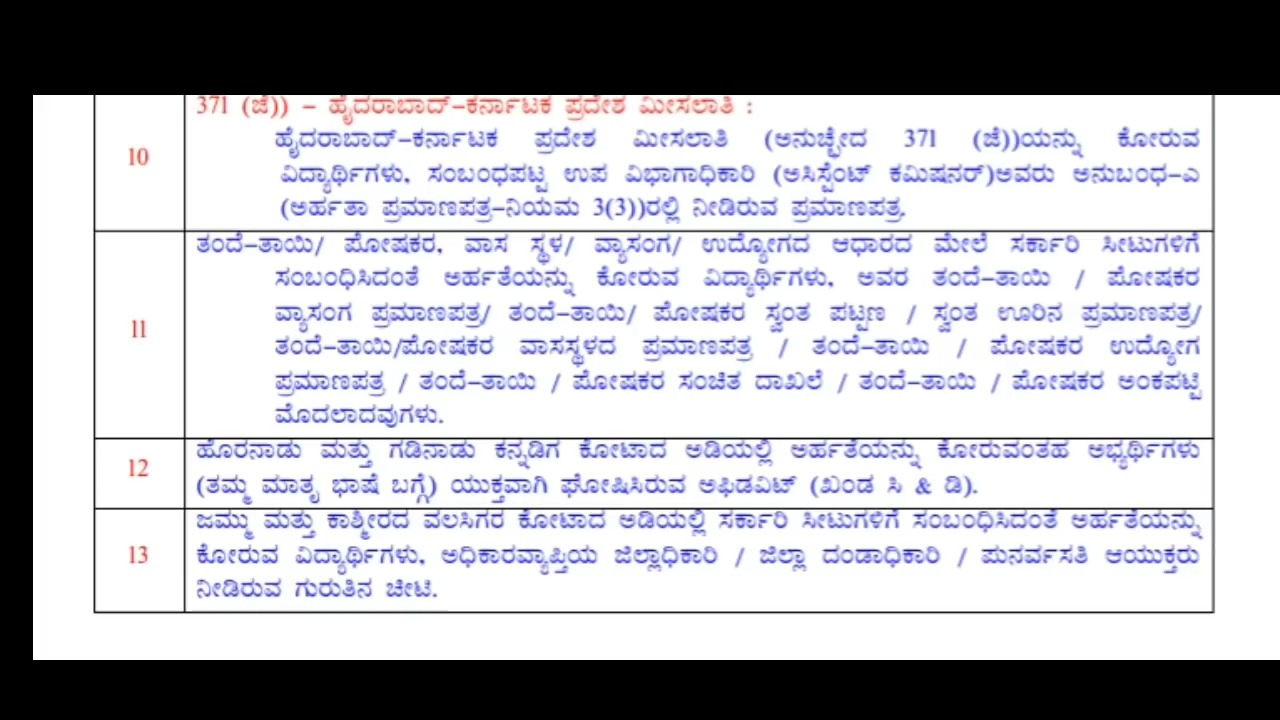 371 (ಜೆ)) – ಹೈದರಾಬಾದ್-ಕರ್ನಾಟಕ ಪ್ರದೇಶ ಮೀಸಲಾತಿ :
10
ಹೈದರಾಬಾದ್-ಕರ್ನಾಟಕ ಪ್ರದೇಶ ಮೀಸಲಾತಿ (ಅನುಚ್ಛೇದ 371 (ಜೆ))ಯನ್ನು ಕೋರುವ
ವಿದ್ಯಾರ್ಥಿಗಳು, ಸಂಬಂಧಪಟ್ಟ ಉಪ ವಿಭಾಗಾಧಿಕಾರಿ (ಅಸಿಸ್ಟೆಂಟ್ ಕಮಿಷನರ್)ಅವರು ಅನುಬಂಧ-ಎ
(ಅರ್ಹತಾ ಪ್ರಮಾಣಪತ್ರ-ನಿಯಮ 3(3))ರಲ್ಲಿ ನೀಡಿರುವ ಪ್ರಮಾಣಪತ್ರ.
11
ತಂದೆ-ತಾಯಿ/ ಪೋಷಕರ, ವಾಸ ಸ್ಥಳ/ ವ್ಯಾಸಂಗ/ ಉದ್ಯೋಗದ ಆಧಾರದ ಮೇಲೆ ಸರ್ಕಾರಿ ಸೀಟುಗಳಿಗೆ
ಸಂಬಂಧಿಸಿದಂತೆ ಅರ್ಹತೆಯನ್ನು ಕೋರುವ ವಿದ್ಯಾರ್ಥಿಗಳು, ಅವರ ತಂದೆ-ತಾಯಿ / ಪೋಷಕರ
ವ್ಯಾಸಂಗ ಪ್ರಮಾಣಪತ್ರ/ ತಂದೆ-ತಾಯಿ/ ಪೋಷಕರ ಸ್ವಂತ ಪಟ್ಟಣ / ಸ್ವಂತ ಊರಿನ ಪ್ರಮಾಣಪತ್ರ/
ತಂದೆ-ತಾಯಿ/ಪೋಷಕರ ವಾಸಸ್ಥಳದ ಪ್ರಮಾಣಪತ್ರ / ತಂದೆ-ತಾಯಿ / ಪೋಷಕರ ಉದ್ಯೋಗ
ಪ್ರಮಾಣಪತ್ರ / ತಂದೆ-ತಾಯಿ / ಪೋಷಕರ ಸಂಚಿತ ದಾಖಲೆ / ತಂದೆ-ತಾಯಿ / ಪೋಷಕರ ಅಂಕಪಟ್ಟಿ
ಮೊದಲಾದವುಗಳು.
12
ಹೊರನಾಡು ಮತ್ತು ಗಡಿನಾಡು ಕನ್ನಡಿಗ ಕೋಟಾದ ಅಡಿಯಲ್ಲಿ ಅರ್ಹತೆಯನ್ನು ಕೋರುವಂತಹ ಅಭ್ಯರ್ಥಿಗಳು
(ತಮ್ಮ ಮಾತೃ ಭಾಷೆ ಬಗ್ಗೆ) ಯುಕ್ತವಾಗಿ ಘೋಷಿಸಿರುವ ಅಫಿಡವಿಟ್ (ಖಂಡ ಸಿ & ಡಿ).
13
ಜಮ್ಮು ಮತ್ತು ಕಾಶ್ಮೀರದ ವಲಸಿಗರ ಕೋಟಾದ ಅಡಿಯಲ್ಲಿ ಸರ್ಕಾರಿ ಸೀಟುಗಳಿಗೆ ಸಂಬಂಧಿಸಿದಂತೆ ಅರ್ಹತೆಯನ್ನು
ಕೋರುವ ವಿದ್ಯಾರ್ಥಿಗಳು, ಅಧಿಕಾರವ್ಯಾಪ್ತಿಯ ಜಿಲ್ಲಾಧಿಕಾರಿ / ಜಿಲ್ಲಾ ದಂಡಾಧಿಕಾರಿ / ಪುನರ್ವಸತಿ ಆಯುಕ್ತರು
ನೀಡಿರುವ ಗುರುತಿನ ಚೀಟಿ.